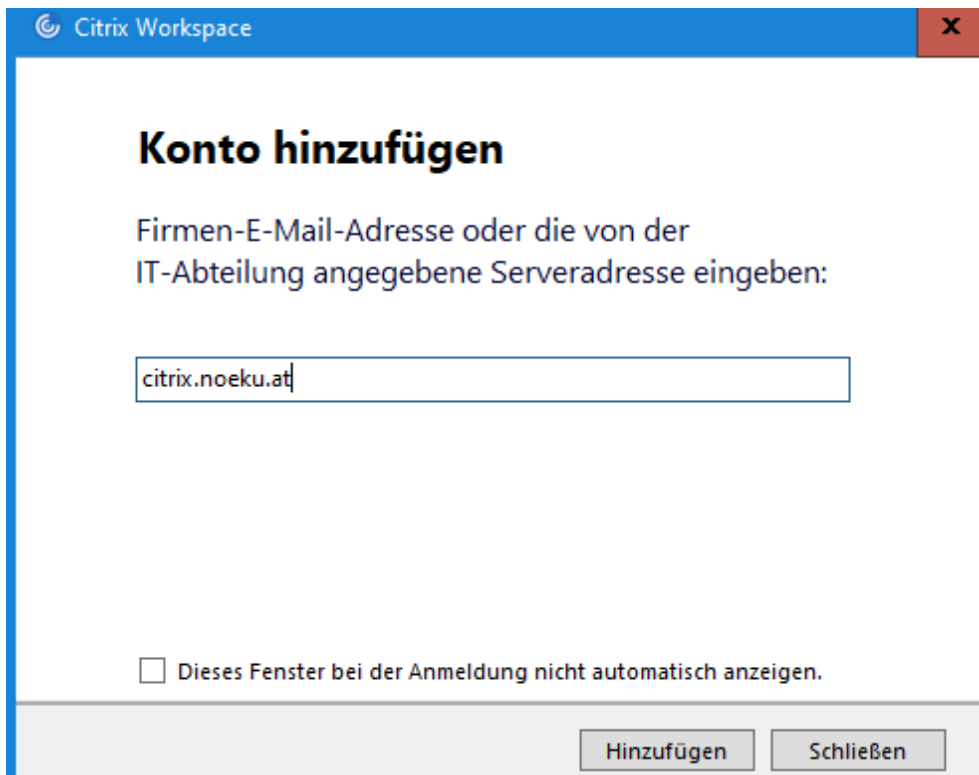 Citrix Workspace
x
Konto hinzufügen
Firmen-E-Mail-Adresse oder die von der
IT-Abteilung angegebene Serveradresse eingeben:
citrix.noeku.at
Dieses Fenster bei der Anmeldung nicht automatisch anzeigen.
Hinzufügen Schließen